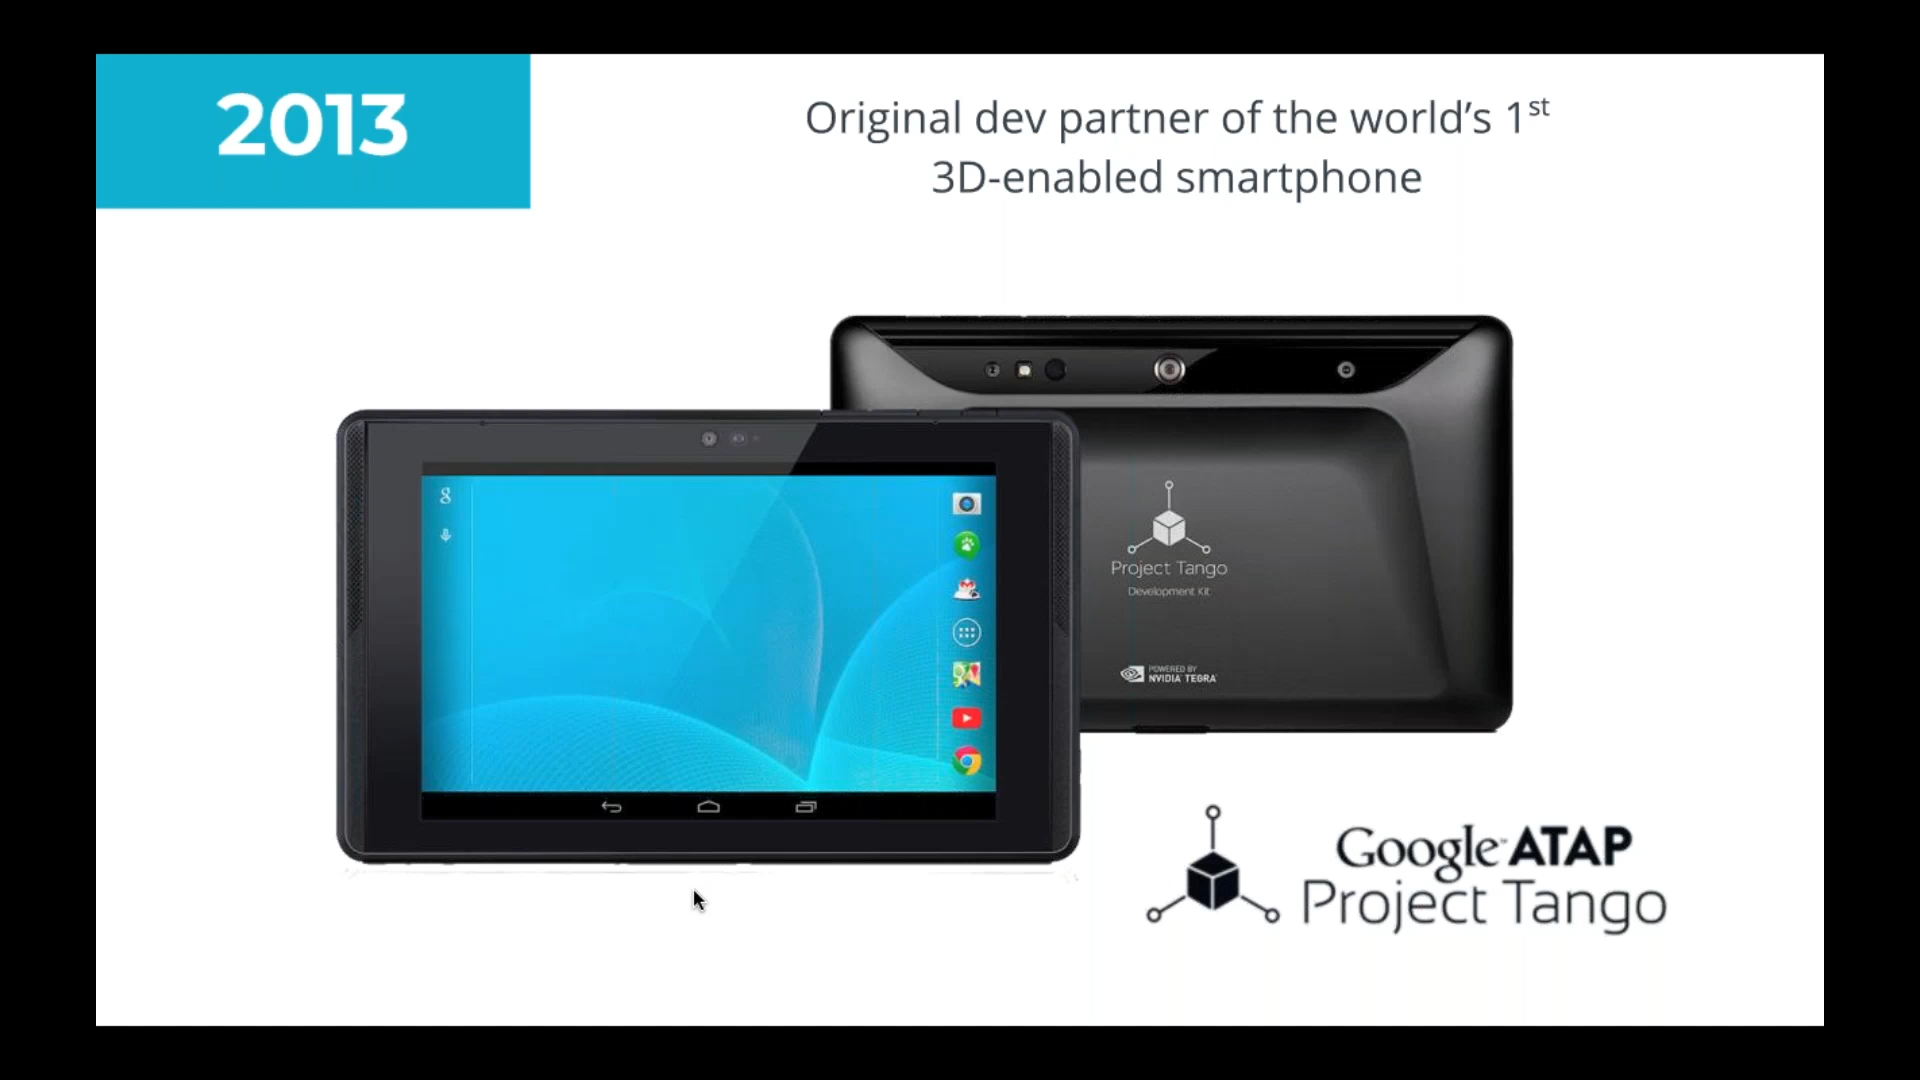 2013
Original dev partner of the world’s 1st
3D-enabled smartphone
g
Project Tango
Development Kit
POWERED BY
NVIDIA TEGRA
Google ATAP
Project Tango